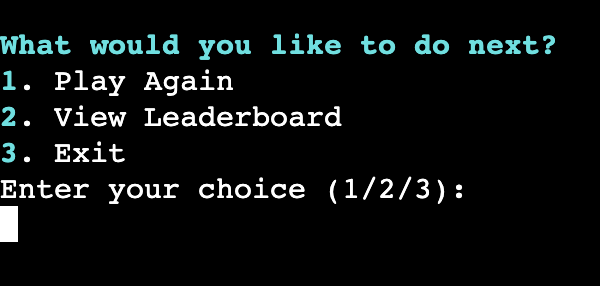 What would you like to do next?
1. Play Again
2. View Leaderboard
3. Exit
Enter your choice (1/2/3):